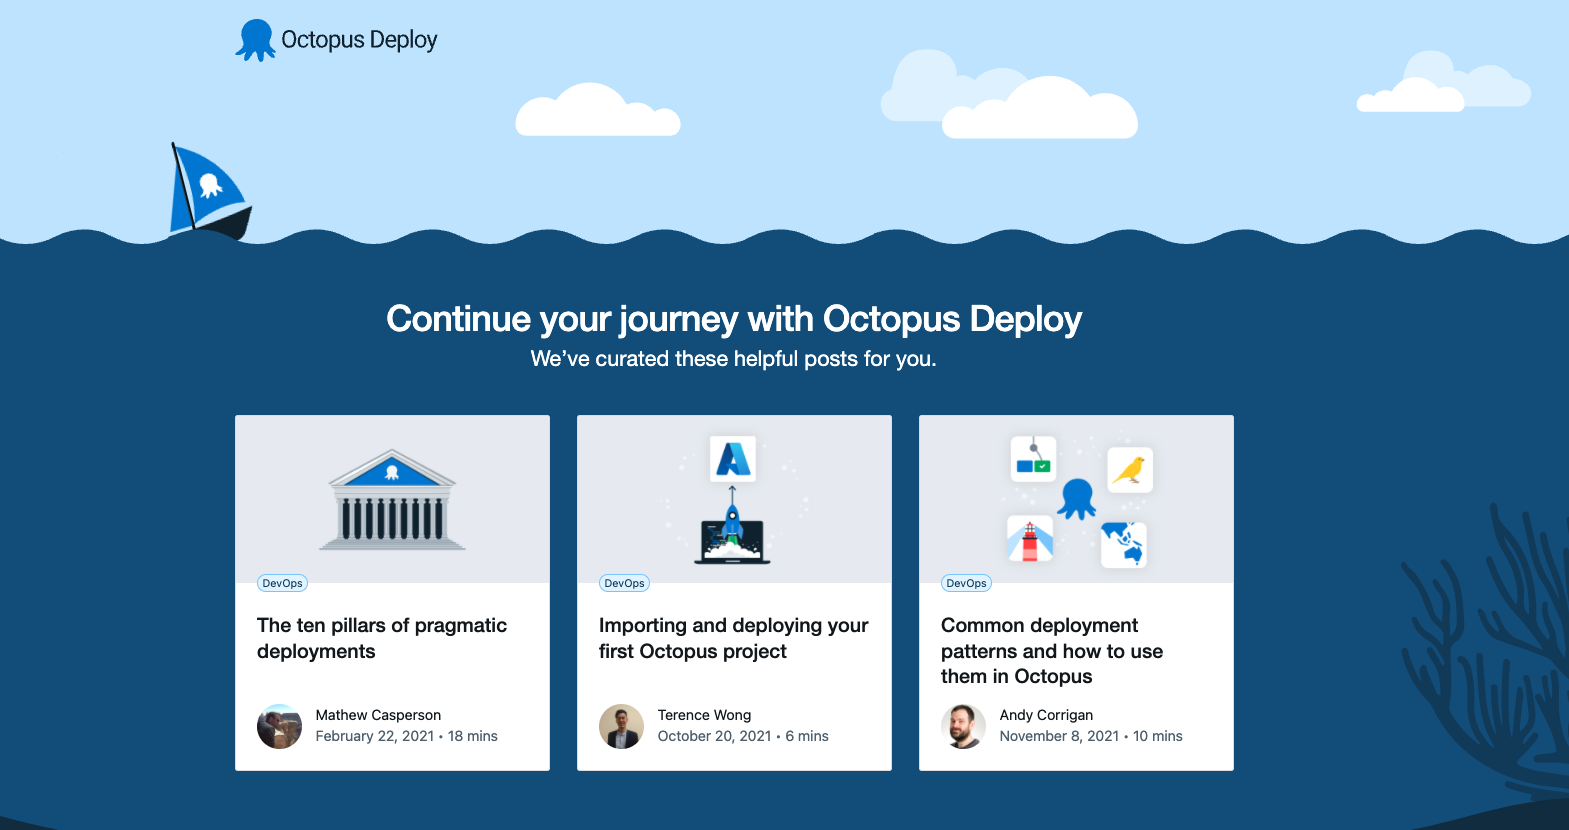 Octopus Deploy
Continue your journey with Octopus Deploy
We’ve curated these helpful posts for you.
DevOps
The ten pillars of pragmatic
deployments
Mathew Casperson
February 22, 2021 • 18 mins
DevOps
Importing and deploying your
first Octopus project
Terence Wong
October 20, 2021 • 6 mins
DevOps
Common deployment
patterns and how to use
them in Octopus
Andy Corrigan
November 8, 2021 • 10 mins